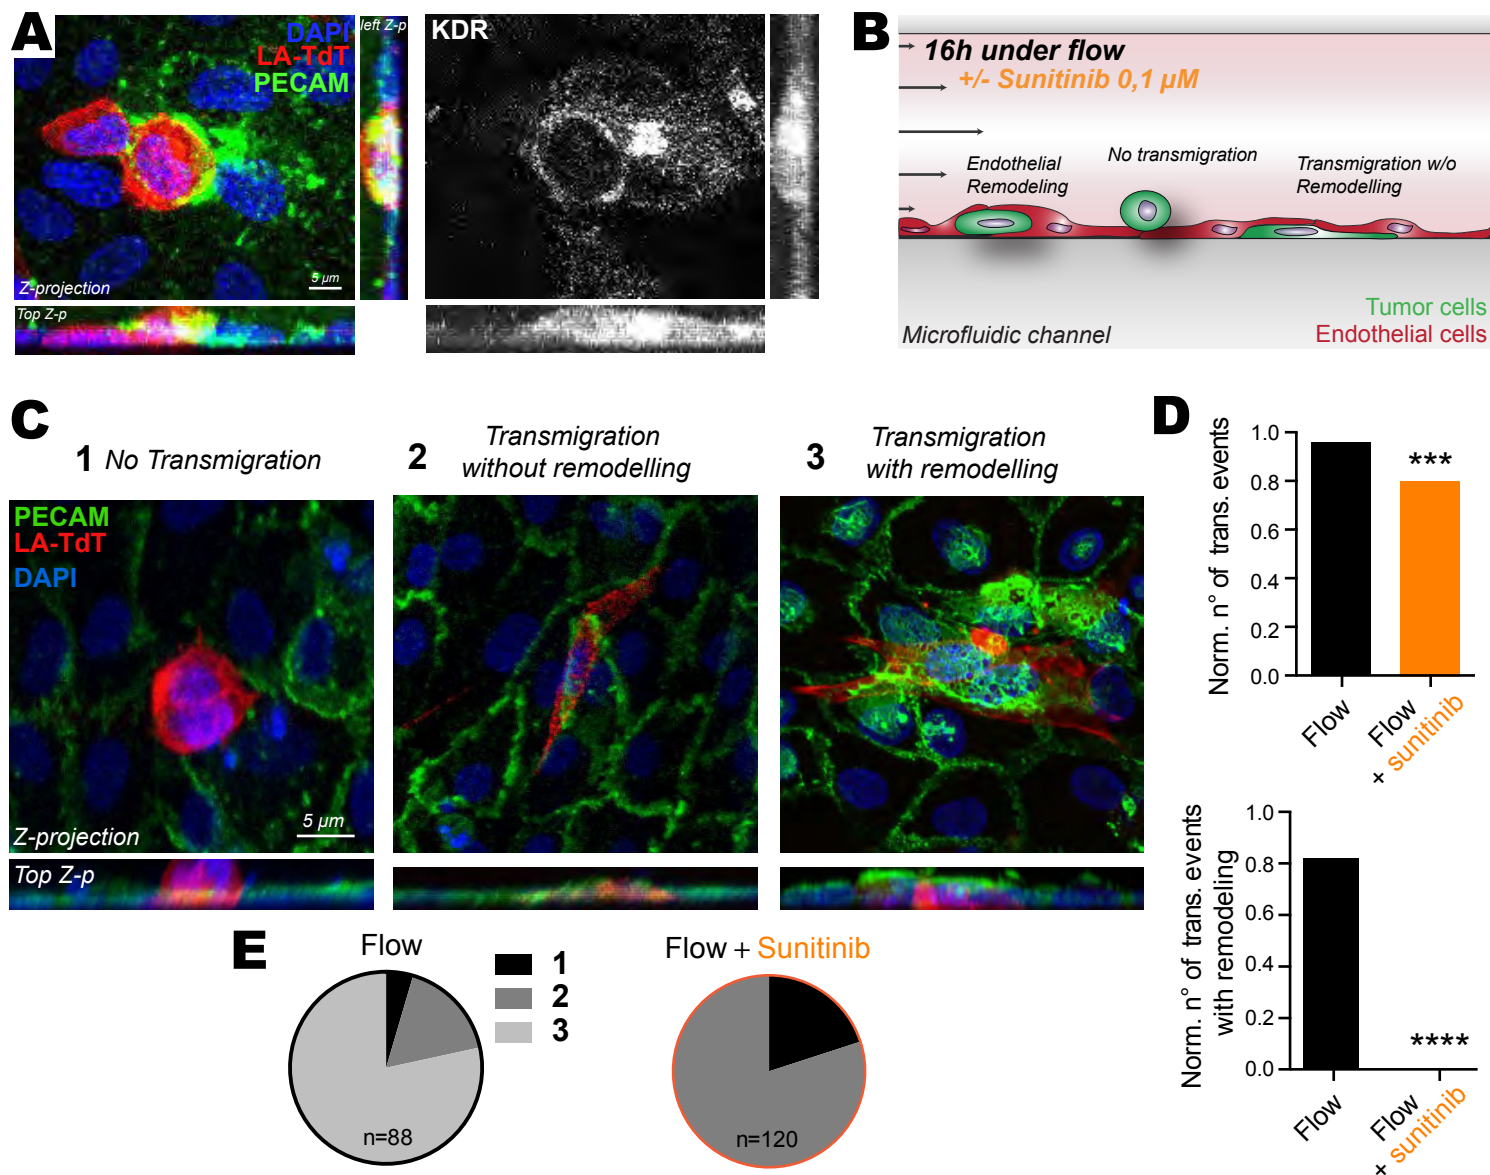 A
DAPI
LA-TdT
PECAM
Z-projection
5 µm
left Z-p
Top Z-p
KDR
B
16h under flow
+/- Sunitinib 0,1 µM
Endothelial
Remodeling
No transmigration
Transmigration w/o
Remodelling
Tumor cells
Endothelial cells
Microfluidic channel
C
1 No Transmigration
2 Transmigration
without remodelling
3 Transmigration
with remodelling
PECAM
LA-TdT
DAPI
Z-projection
5 µm
Top Z-p
D
Norm. n° of trans. events
1.0
0.8
0.6
0.4
0.2
0.0
***
Flow
Flow
+ sunitinib
Norm. n° of trans. events
with remodeling
1.0
0.8
0.6
0.4
0.2
0.0
****
Flow
Flow
+ sunitinib
E
Flow
n=88
1
2
3
Flow + Sunitinib
n=120